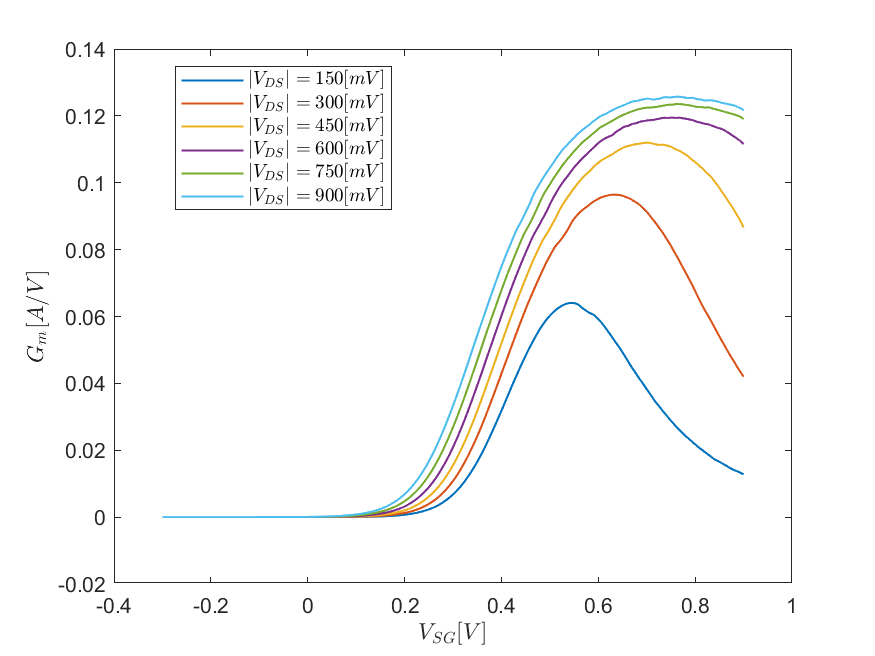 0.14
0.12
0.1
0.08
0.06
0.04
0.02
0
-0.02
G_m[A/V]
|V_DS| = 150[mV]
|V_DS| = 300[mV]
|V_DS| = 450[mV]
|V_DS| = 600[mV]
|V_DS| = 750[mV]
|V_DS| = 900[mV]
-0.4 -0.2 0 0.2 0.4 0.6 0.8 1
V_SG[V]